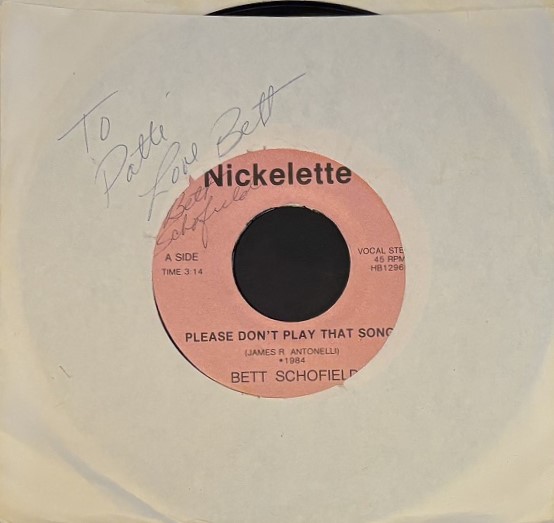 To
Patti
Love Bett
Nickelette
Bett
Schofield
A SIDE
TIME 3:14
VOCAL STE
45 RPM
HB1296
PLEASE DON'T PLAY THAT SONG
(JAMES R. ANTONELLI)
•1984
BETT SCHOFIELD